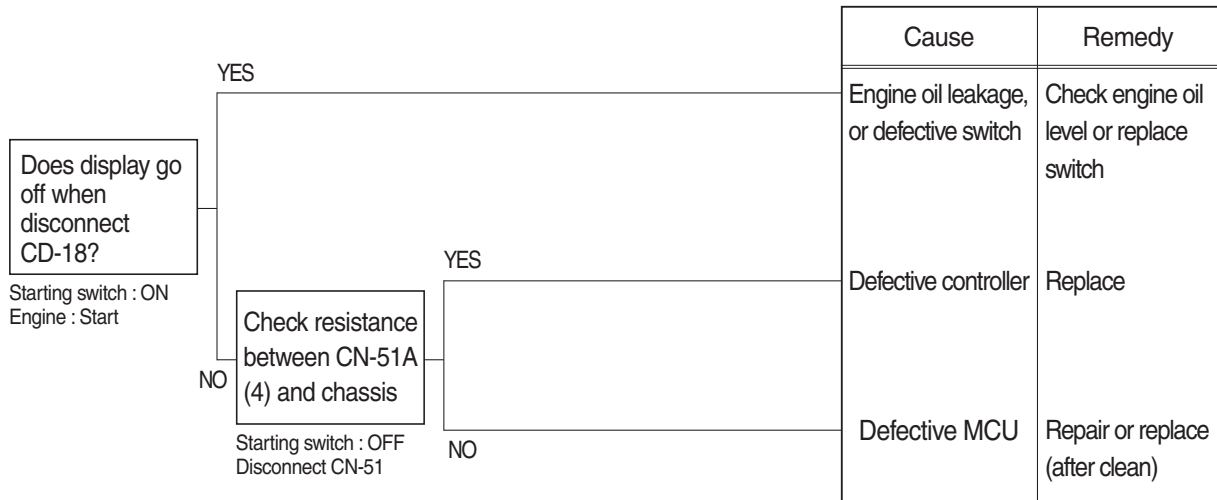 Cause
Remedy
YES
Engine oil leakage,
or defective switch
Check engine oil
level or replace
switch
Does display go
off when
disconnect
CD-18?
Starting switch : ON
Engine : Start
YES
Defective controller
Replace
NO
Check resistance
between CN-51A
(4) and chassis
Starting switch : OFF
Disconnect CN-51
NO
Defective MCU
Repair or replace
(after clean)